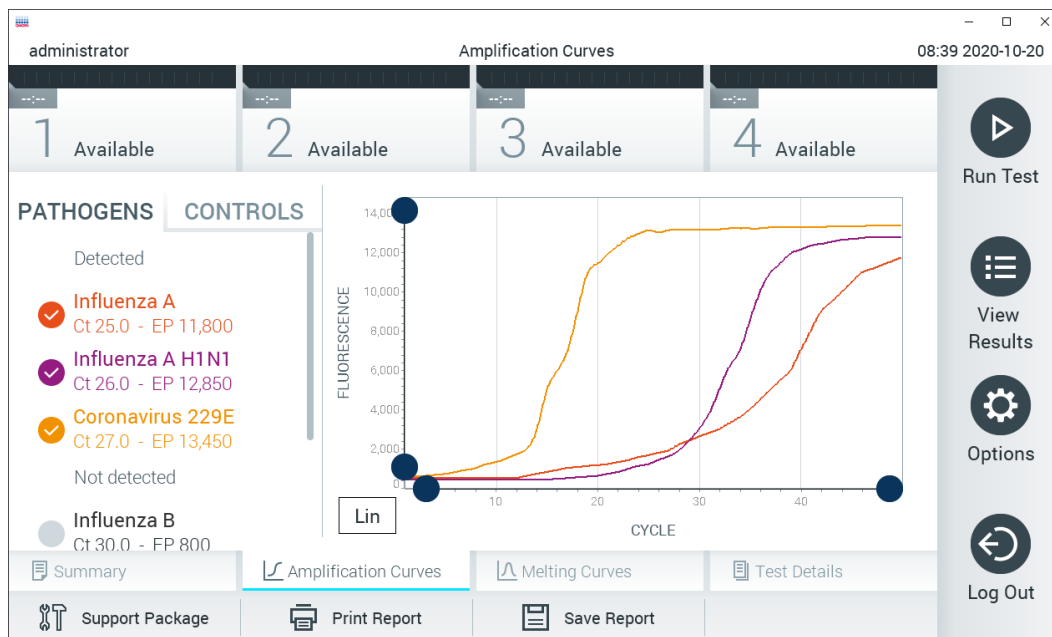 administrator
Amplification Curves
08:39 2020-10-20
--:--
1 Available
--:--
2 Available
--:--
3 Available
--:--
4 Available
Run Test
View
Results
Options
Log Out
PATHOGENS
CONTROLS
Detected
Influenza A
Ct 25.0 - EP 11,800
Influenza A H1N1
Ct 26.0 - EP 12,850
Coronavirus 229E
Ct 27.0 - EP 13,450
Not detected
Influenza B
Ct 30.0 - EP 800
FLUORESCENCE
12,000
10,000
8,000
6,000
4,000
2,000
0
10
20
30
40
CYCLE
Lin
Summary
Amplification Curves
Melting Curves
Test Details
Support Package
Print Report
Save Report